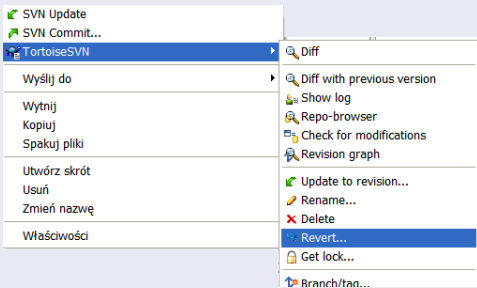 SVN Update
SVN Commit...
TortoiseSVN
Wyślij do
Wytnij
Kopiuj
Spakuj pliki
Utwórz skrót
Usuń
Zmień nazwę
Właściwości
Diff
Diff with previous version
Show log
Repo-browser
Check for modifications
Revision graph
Update to revision...
Rename...
Delete
Revert...
Get lock...
Branch/tag...